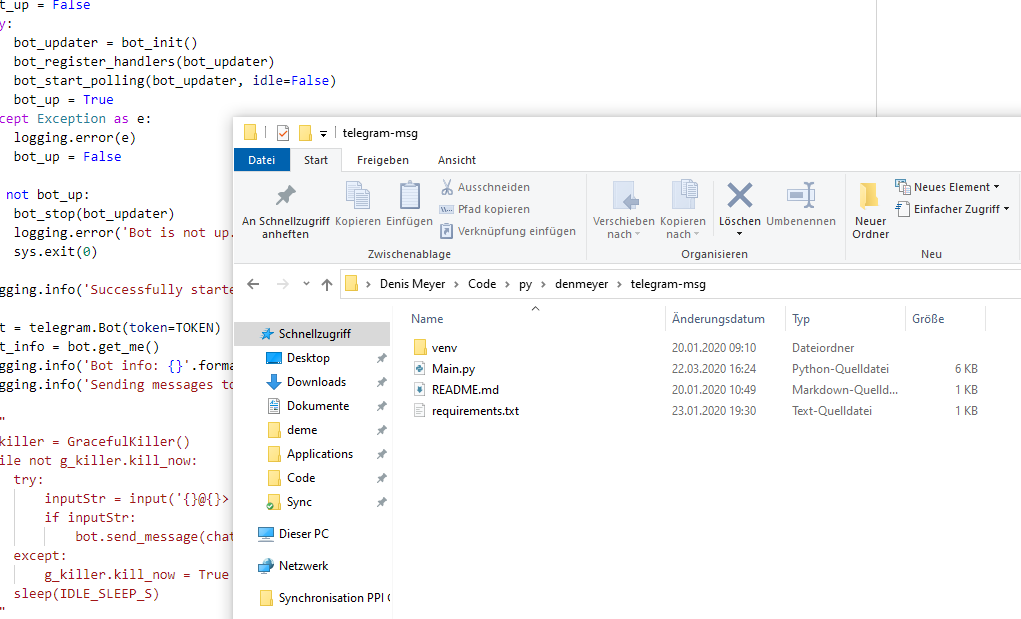 t_up = False
y:
bot_updater = bot_init()
bot_register_handlers(bot_updater)
bot_start_polling(bot_updater, idle=False)
bot_up = True
cept Exception as e:
logging.error(e)
bot_up = False
not bot_up:
bot_stop(bot_updater)
logging.error('Bot is not up.
sys.exit(0)
gging.info('Successfully starte
t = telegram.Bot(token=TOKEN)
t_info = bot.get_me()
gging.info('Bot info: {}'.forma
gging.info('Sending messages to
"
killer = GracefulKiller()
ile not g_killer.kill_now:
try:
inputStr = input('{}@{}>
if inputStr:
bot.send_message(chat
except:
g_killer.kill_now = True
sleep(IDLE_SLEEP_S)
"
telegram-msg
Datei Start Freigeben Ansicht
An Schnellzugriff anheften
Kopieren
Einfügen
Ausschneiden
Pfad kopieren
Verknüpfung einfügen
Zwischenablage
Verschieben nach
Kopieren nach
Löschen
Umbenennen
Organisieren
Neuer Ordner
Neues Element
Einfacher Zugriff
Neu
Denis Meyer > Code > py > denmeyer > telegram-msg
Schnellzugriff
Desktop
Downloads
Dokumente
deme
Applications
Code
Sync
Dieser PC
Netzwerk
Synchronisation PPI
Name Änderungsdatum Typ Größe
venv 20.01.2020 09:10 Dateiordner
Main.py 22.03.2020 16:24 Python-Quelldatei 6 KB
README.md 20.01.2020 10:49 Markdown-Quelld... 1 KB
requirements.txt 23.01.2020 19:30 Text-Quelldatei 1 KB